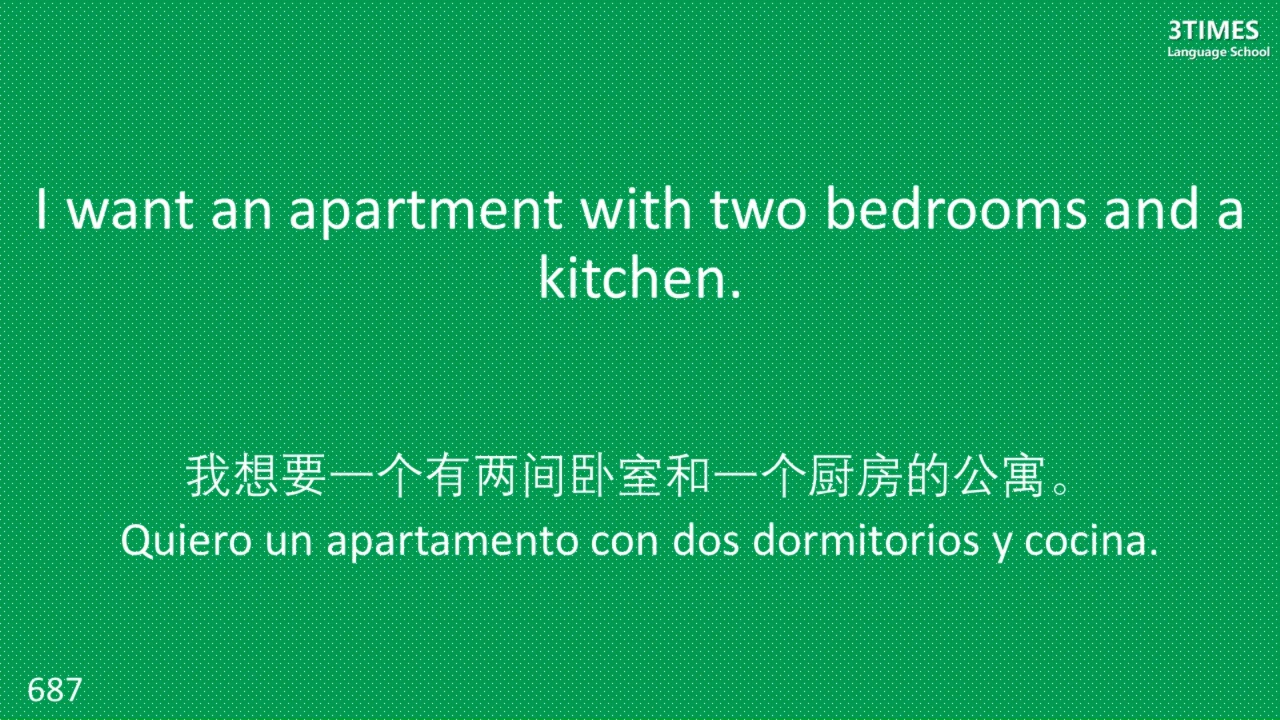 3TIMES
Language School
I want an apartment with two bedrooms and a
kitchen.
我想要一个有两间卧室和一个厨房的公寓。
Quiero un apartamento con dos dormitorios y cocina.
687